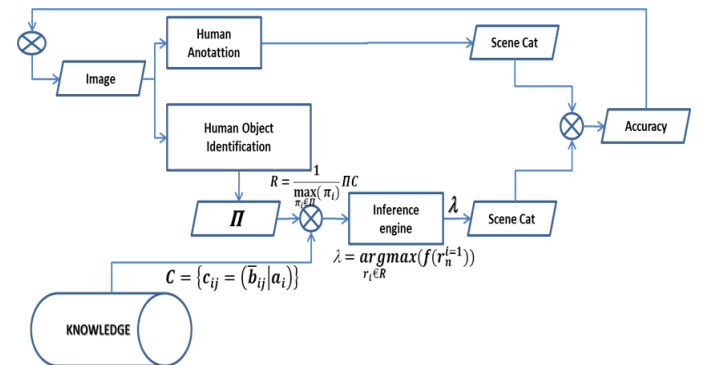 Human
Anotattion
Scene Cat
Image
Human Object
Identification
Accuracy
R = 1 / max(π_i) ΠC
π_i∈Π
Π
Inference
engine
λ
Scene Cat
λ = argmax(f(r_n^{i=1}))
r_i∈R
C = {c_ij = (b̅_ij|a_i)}
KNOWLEDGE